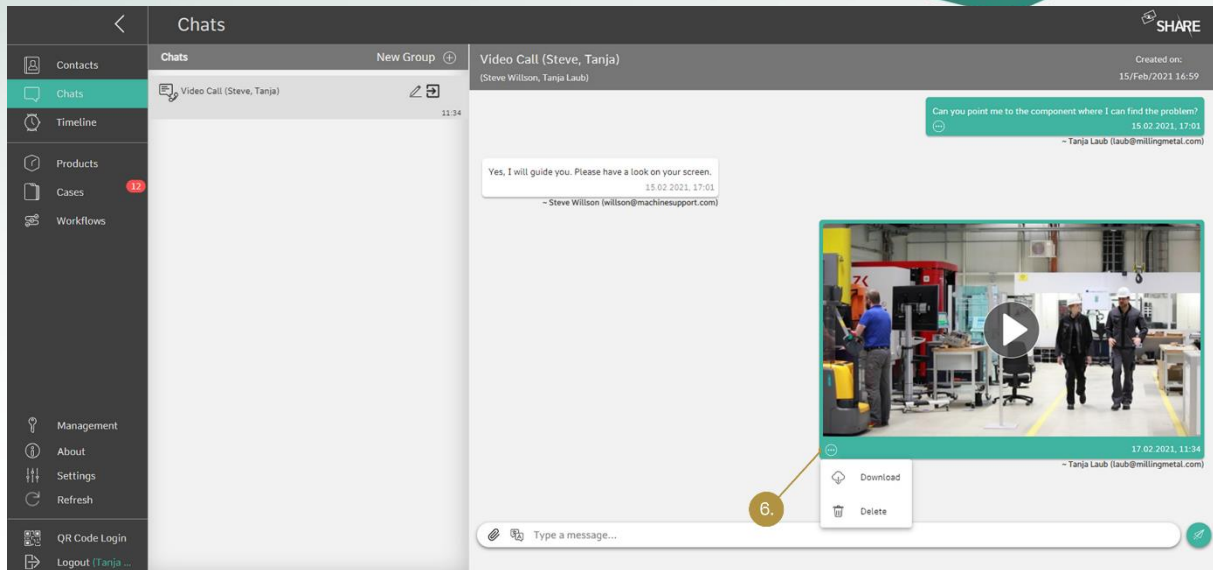 Chats
SHARE
Contacts
Chats
Timeline
Products
Cases
12
Workflows
Management
About
Settings
Refresh
QR Code Login
Logout (Tanja ...
Chats
New Group
Video Call (Steve, Tanja)
11:34
Video Call (Steve, Tanja)
(Steve Willson, Tanja Laub)
Created on:
15/Feb/2021 16:59
Can you point me to the component where I can find the problem?
15.02.2021, 17:01
~ Tanja Laub (laub@millingmetal.com)
Yes, I will guide you. Please have a look on your screen.
15.02.2021, 17:01
~ Steve Willson (willson@machinesupport.com)
17.02.2021, 11:34
~ Tanja Laub (laub@millingmetal.com)
Download
Delete
6.
Type a message...